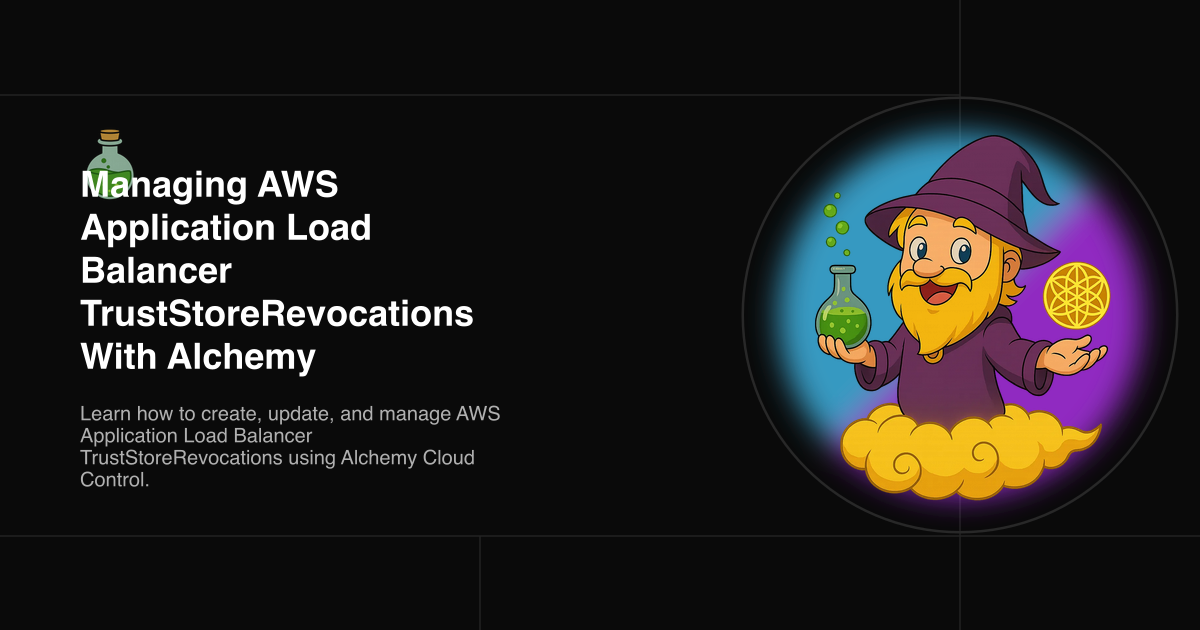 Managing AWS
Application Load
Balancer
TrustStoreRevocations
With Alchemy
Learn how to create, update, and manage AWS
Application Load Balancer
TrustStoreRevocations using Alchemy Cloud
Control.